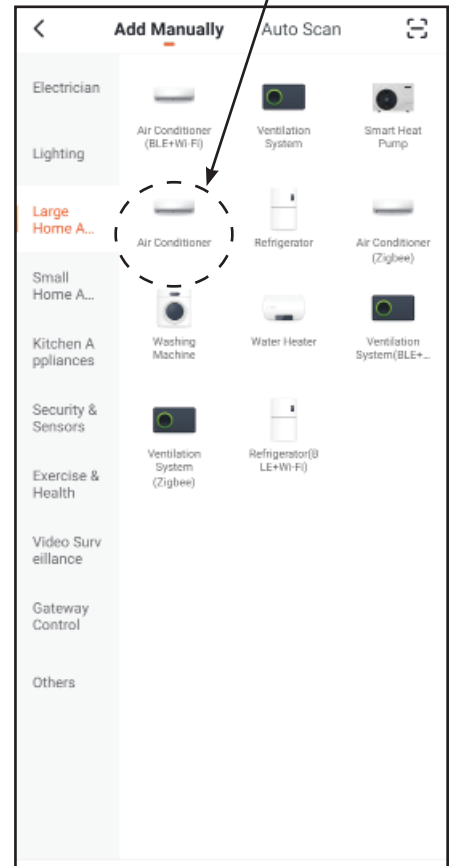 Add Manually
Auto Scan
Electrician
Lighting
Large
Home A...
Small
Home A...
Kitchen A
ppliances
Security &
Sensors
Exercise &
Health
Video Surv
eillance
Gateway
Control
Others
Air Conditioner
(BLE+Wi-Fi)
Ventilation
System
Smart Heat
Pump
Air Conditioner
Refrigerator
Air Conditioner
(Zigbee)
Washing
Machine
Water Heater
Ventilation
System(BLE+...
Ventilation
System
(Zigbee)
Refrigerator(B
LE+Wi-Fi)